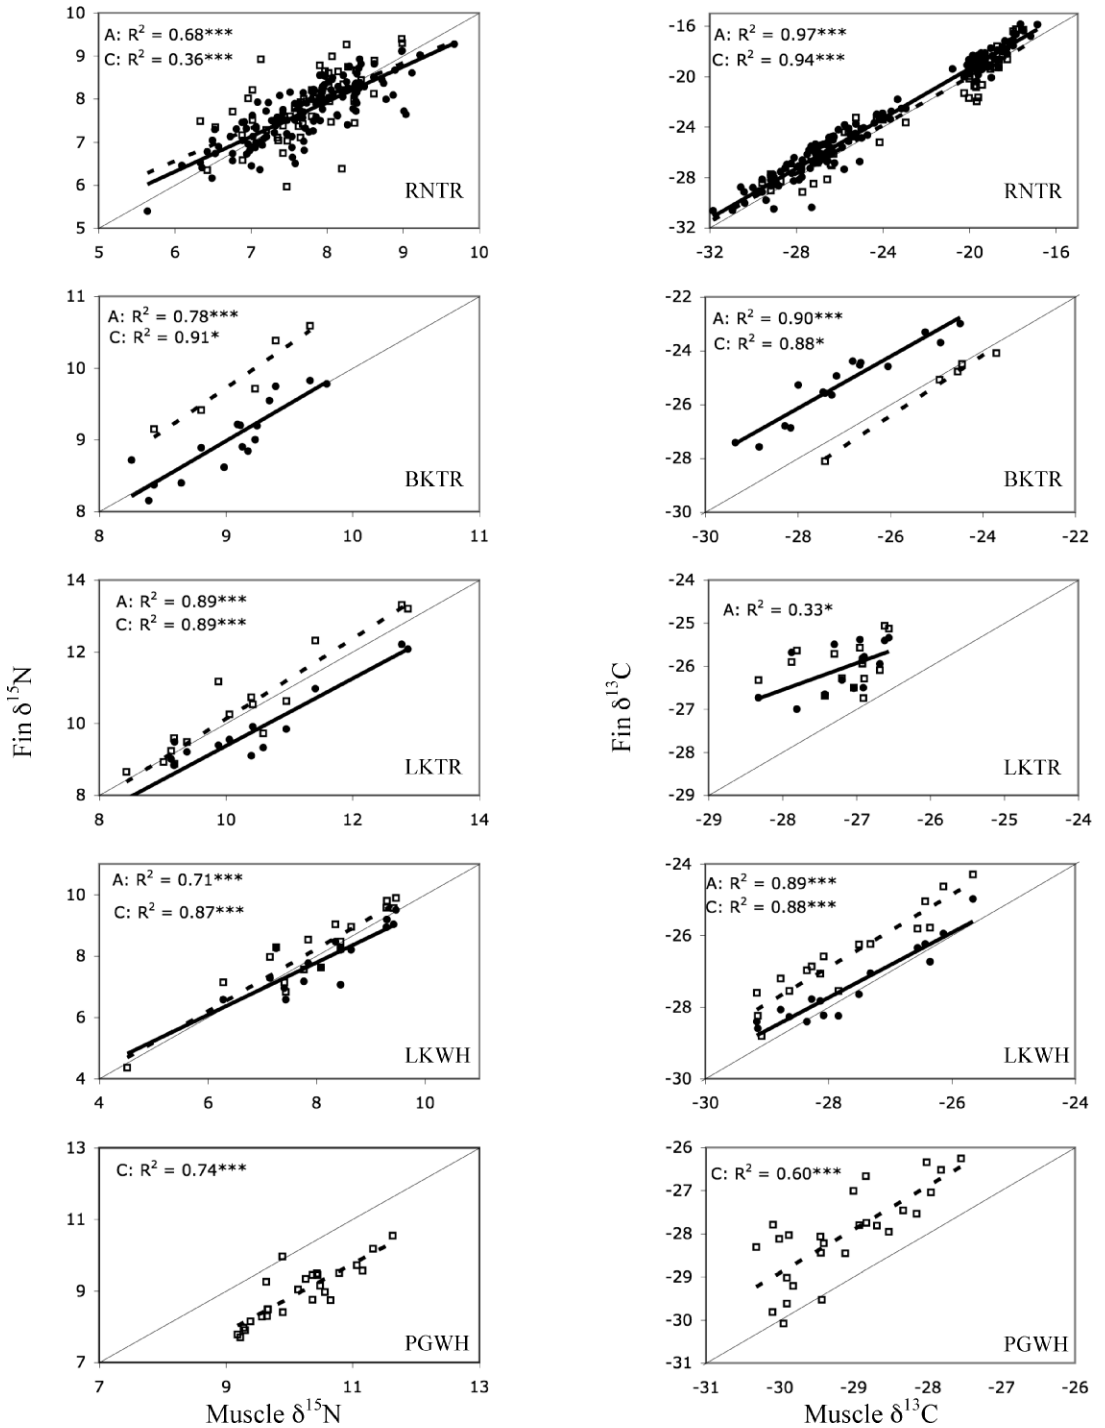 10
9
8
7
6
5
5 6 7 8 9 10
A: R² = 0.68***
C: R² = 0.36***
RNTR
-16
-20
-24
-28
-32
-32 -28 -24 -20 -16
A: R² = 0.97***
C: R² = 0.94***
RNTR
11
10
9
8
8 9 10 11
A: R² = 0.78***
C: R² = 0.91*
BKTR
-22
-24
-26
-28
-30
-30 -28 -26 -24 -22
A: R² = 0.90***
C: R² = 0.88*
BKTR
Fin δ¹⁵N
14
12
10
8
8 10 12 14
A: R² = 0.89***
C: R² = 0.89***
LKTR
Fin δ¹³C
-24
-25
-26
-27
-28
-29
-29 -28 -27 -26 -25 -24
A: R² = 0.33*
LKTR
10
8
6
4
4 6 8 10
A: R² = 0.71***
C: R² = 0.87***
LKWH
-24
-26
-28
-30
-30 -28 -26 -24
A: R² = 0.89***
C: R² = 0.88***
LKWH
13
11
9
7
7 9 11 13
C: R² = 0.74***
PGWH
Muscle δ¹⁵N
-26
-27
-28
-29
-30
-31
-31 -30 -29 -28 -27 -26
C: R² = 0.60***
PGWH
Muscle δ¹³C